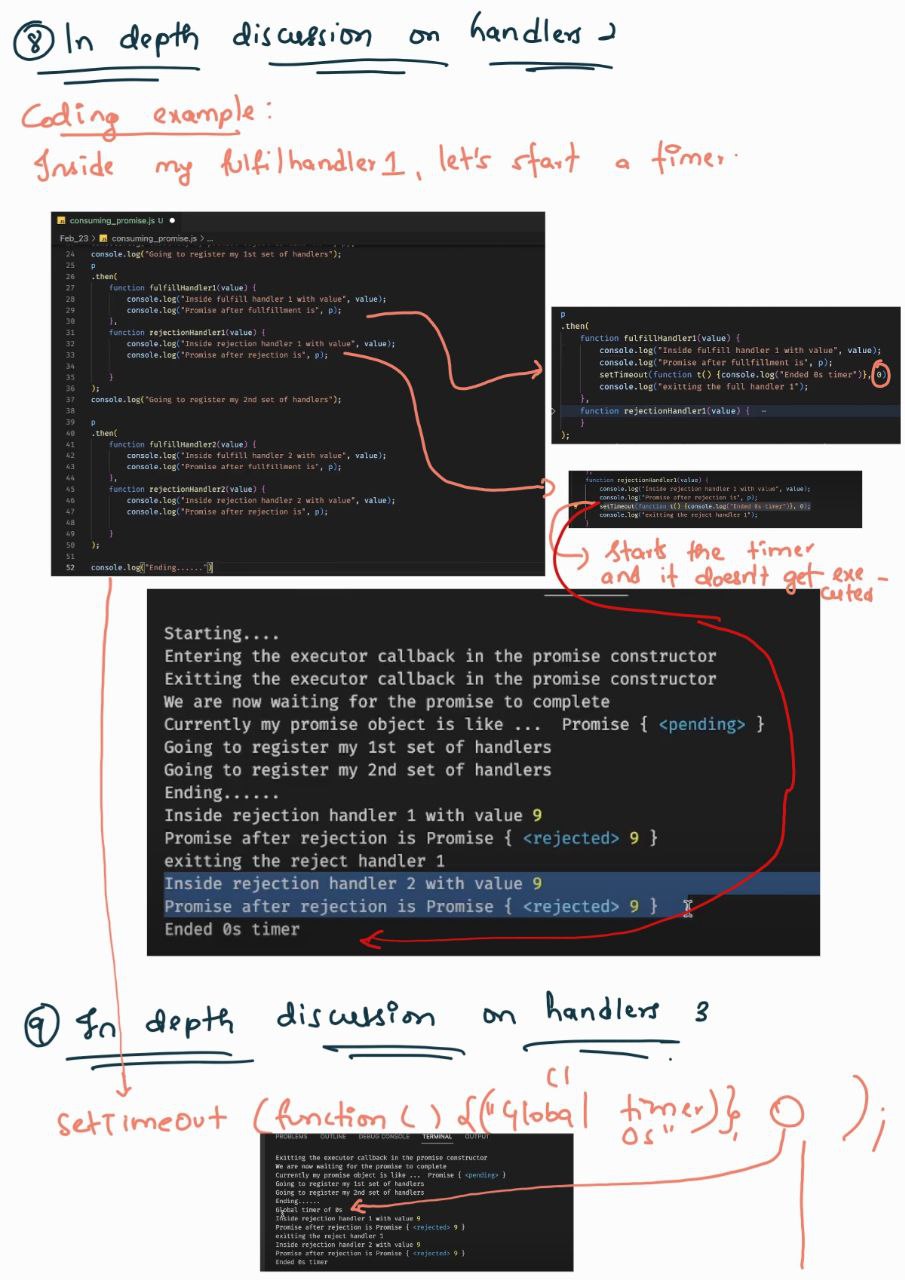 ⑧ In depth discussion on handlers 2
Coding example:
Inside my fulfilhandler1, let's start a timer.
consuming_promise.js U ●
Feb_23 > consuming_promise.js > ...
24 console.log("Going to register my 1st set of handlers");
25 p
26 .then(
27 function fulfillHandler1(value) {
28 console.log("Inside fulfill handler 1 with value", value);
29 console.log("Promise after fullfillment is", p);
30 },
31 function rejectionHandler1(value) {
32 console.log("Inside rejection handler 1 with value", value);
33 console.log("Promise after rejection is", p);
34
35 }
36 );
37 console.log("Going to register my 2nd set of handlers");
38
39 p
40 .then(
41 function fulfillHandler2(value) {
42 console.log("Inside fulfill handler 2 with value", value);
43 console.log("Promise after fullfillment is", p);
44 },
45 function rejectionHandler2(value) {
46 console.log("Inside rejection handler 2 with value", value);
47 console.log("Promise after rejection is", p);
48
49 }
50 );
51
52 console.log("Ending......")
p
.then(
function fulfillHandler1(value) {
console.log("Inside fulfill handler 1 with value", value);
console.log("Promise after fullfillment is", p);
setTimeout(function t() {console.log("Ended 0s timer")}, 0)
console.log("exitting the full handler 1");
},
function rejectionHandler1(value) { ⋯
}
);
function rejectionHandler1(value) {
console.log("Inside rejection handler 1 with value", value);
console.log("Promise after rejection is", p);
setTimeout(function t() {console.log("Ended 0s timer")}, 0);
console.log("exitting the reject handler 1");
}
starts the timer
and it doesn't get exe-
cuted
Starting....
Entering the executor callback in the promise constructor
Exitting the executor callback in the promise constructor
We are now waiting for the promise to complete
Currently my promise object is like ... Promise { <pending> }
Going to register my 1st set of handlers
Going to register my 2nd set of handlers
Ending......
Inside rejection handler 1 with value 9
Promise after rejection is Promise { <rejected> 9 }
exitting the reject handler 1
Inside rejection handler 2 with value 9
Promise after rejection is Promise { <rejected> 9 }
Ended 0s timer
⑨ In depth discussion on handlers 3
cl
setTimeout (function () {("Global timer)}, 0 );
0s"
PROBLEMS OUTLINE DEBUG CONSOLE TERMINAL OUTPUT
Exitting the executor callback in the promise constructor
We are now waiting for the promise to complete
Currently my promise object is like ... Promise { <pending> }
Going to register my 1st set of handlers
Going to register my 2nd set of handlers
Ending......
Global timer of 0s
Inside rejection handler 1 with value 9
Promise after rejection is Promise { <rejected> 9 }
exitting the reject handler 1
Inside rejection handler 2 with value 9
Promise after rejection is Promise { <rejected> 9 }
Ended 0s timer